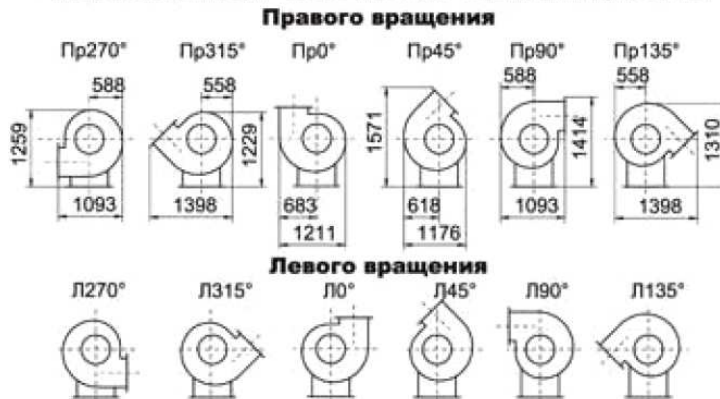 Правого вращения
Пр270° Пр315° Пр0° Пр45° Пр90° Пр135°
588 558 588 558
1259 1229 1571 1414 1310
683 618
1093 1398 1211 1176 1093 1398
Левого вращения
Л270° Л315° Л0° Л45° Л90° Л135°